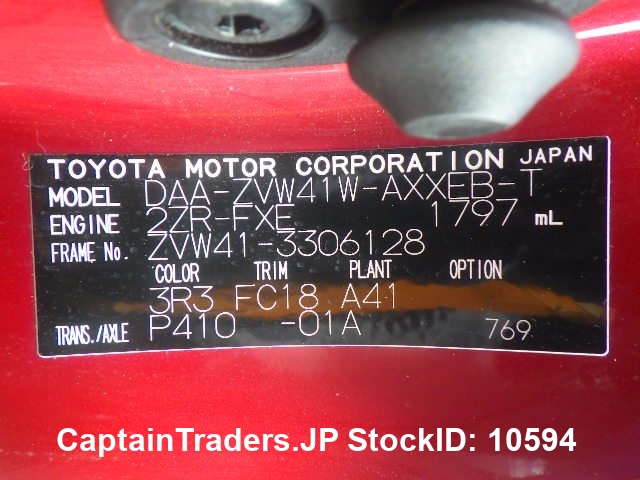 TOYOTA MOTOR CORPORATION JAPAN
MODEL DAA-ZVW41W-AXXEB-T
ENGINE 2ZR-FXE 1797 mL
FRAME No. ZVW41-3306128
COLOR TRIM PLANT OPTION
3R3 FC18 A41
TRANS./AXLE P410 -01A 769
CaptainTraders.JP StockID: 10594